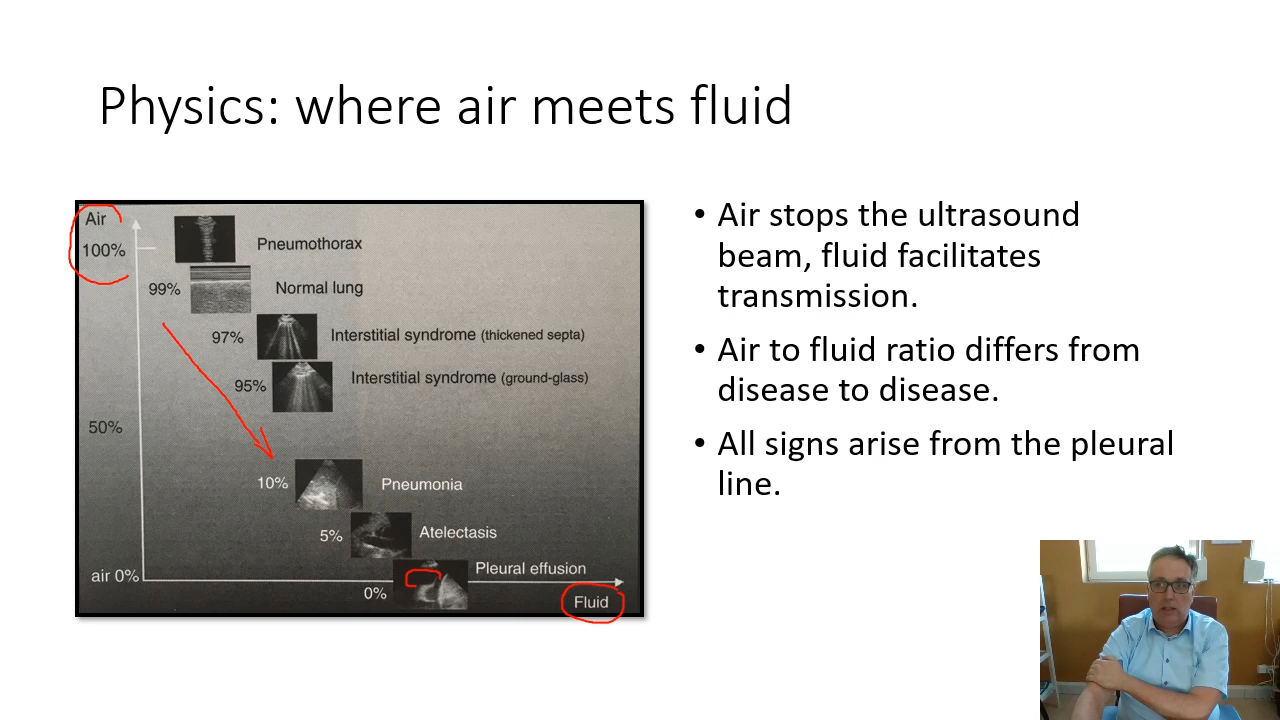 Physics: where air meets fluid
Air
100%
Pneumothorax
99%
Normal lung
97%
Interstitial syndrome (thickened septa)
95%
Interstitial syndrome (ground-glass)
50%
10%
Pneumonia
5%
Atelectasis
air 0%
Pleural effusion
0%
Fluid
• Air stops the ultrasound
beam, fluid facilitates
transmission.
• Air to fluid ratio differs from
disease to disease.
• All signs arise from the pleural
line.